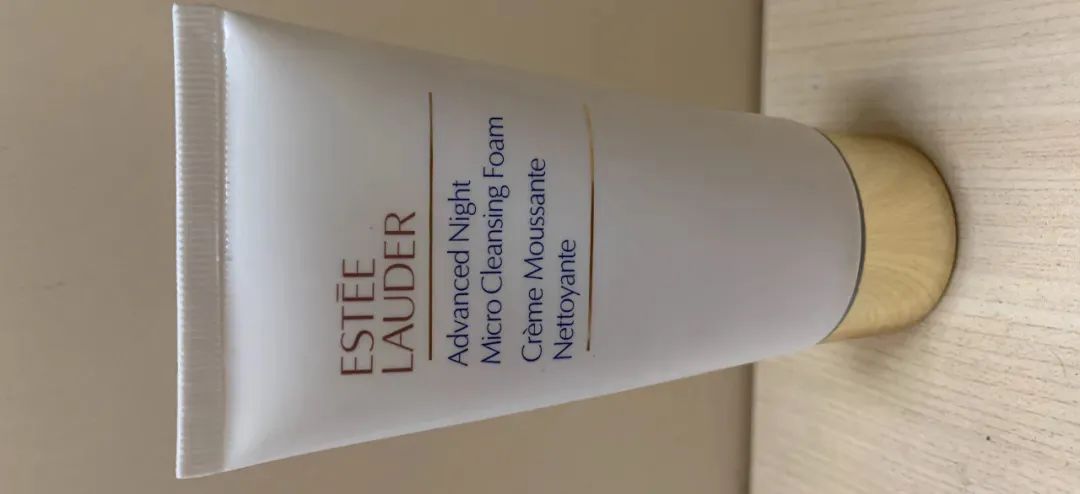 ESTĒE
LAUDER
Advanced Night
Micro Cleansing Foam
Crème Moussante
Nettoyante